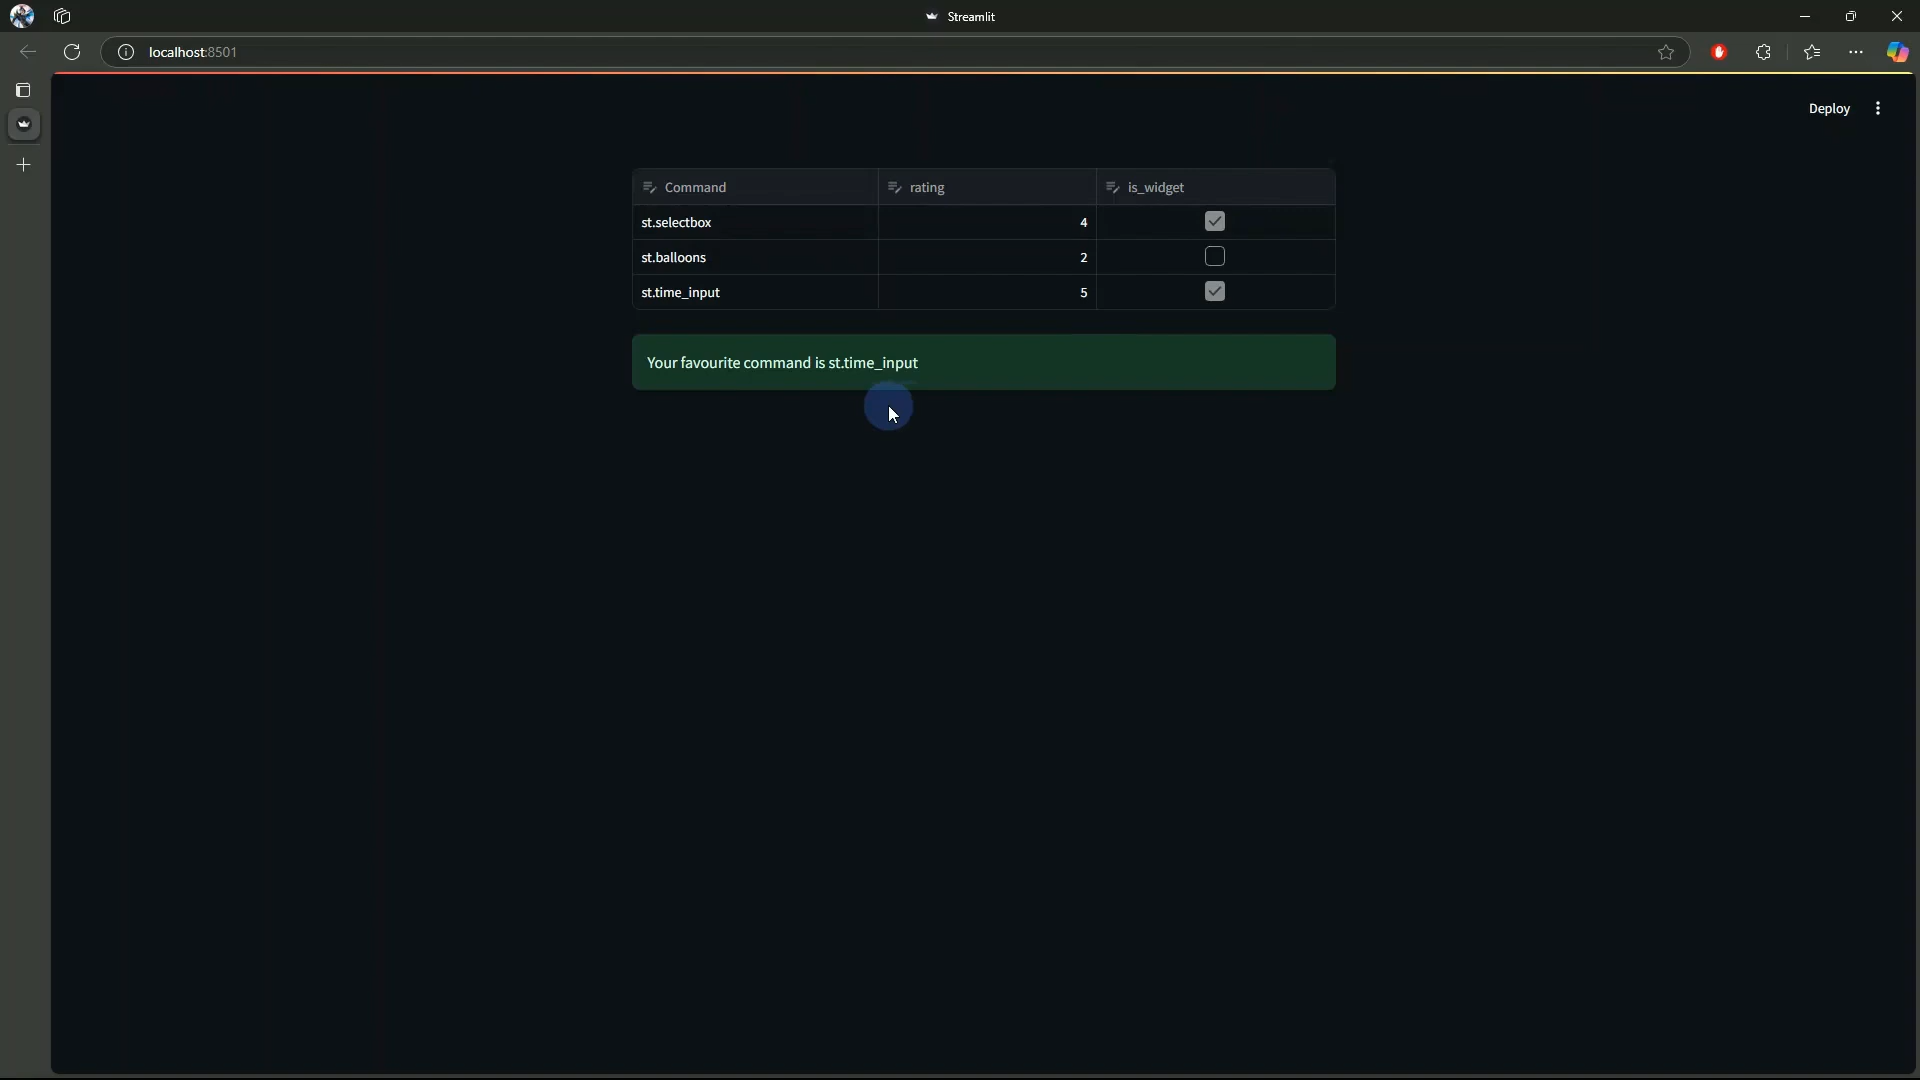 Streamlit
localhost:8501
Deploy
Command rating is_widget
st.selectbox 4
st.balloons 2
st.time_input 5
Your favourite command is st.time_input